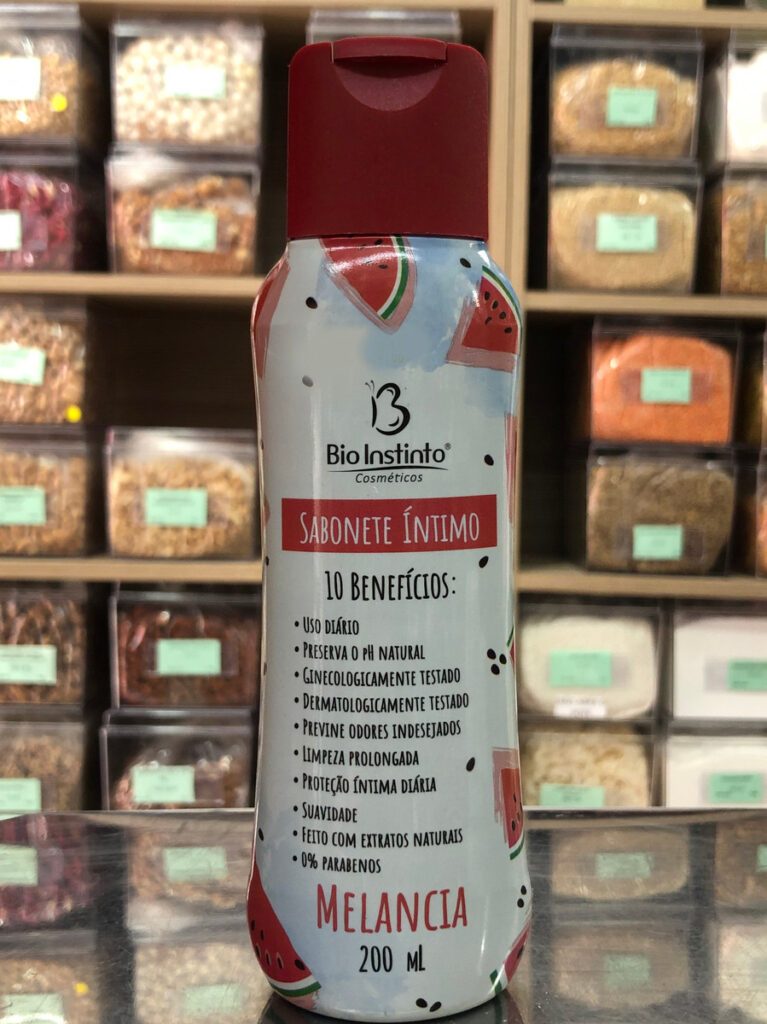 Bio Instinto®
Cosméticos
SABONETE ÍNTIMO
10 BENEFÍCIOS:
• USO DIÁRIO
• PRESERVA O pH NATURAL
• GINECOLOGICAMENTE TESTADO
• DERMATOLOGICAMENTE TESTADO
• PREVINE ODORES INDESEJADOS
• LIMPEZA PROLONGADA
• PROTEÇÃO ÍNTIMA DIÁRIA
• SUAVIDADE
• FEITO COM EXTRATOS NATURAIS
• 0% PARABENOS
MELANCIA
200 ML